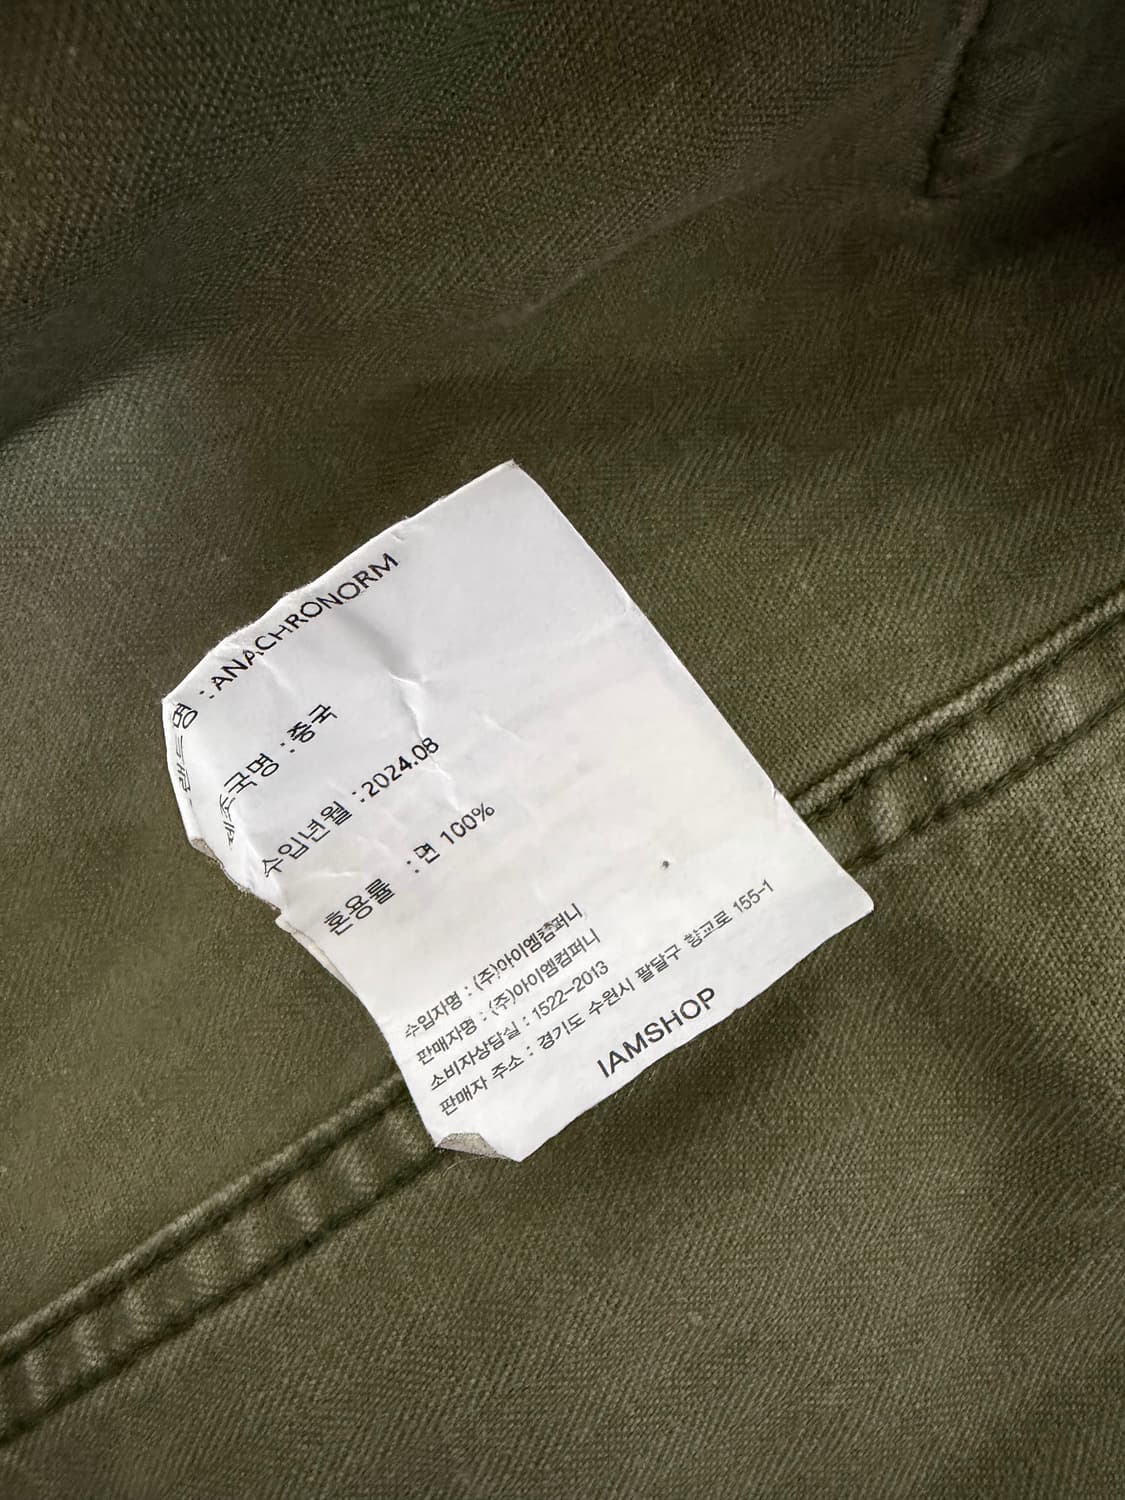 명 : ANACHRONORM
제조국명 : 중국
수입년월 : 2024.08
혼용률 : 면 100%
수입자명 : (주)아이엠컴퍼니
판매자명 : (주)아이엠컴퍼니
소비자상담실 : 1522-2013
판매자 주소 : 경기도 수원시 팔달구 향교로 155-1
IAMSHOP